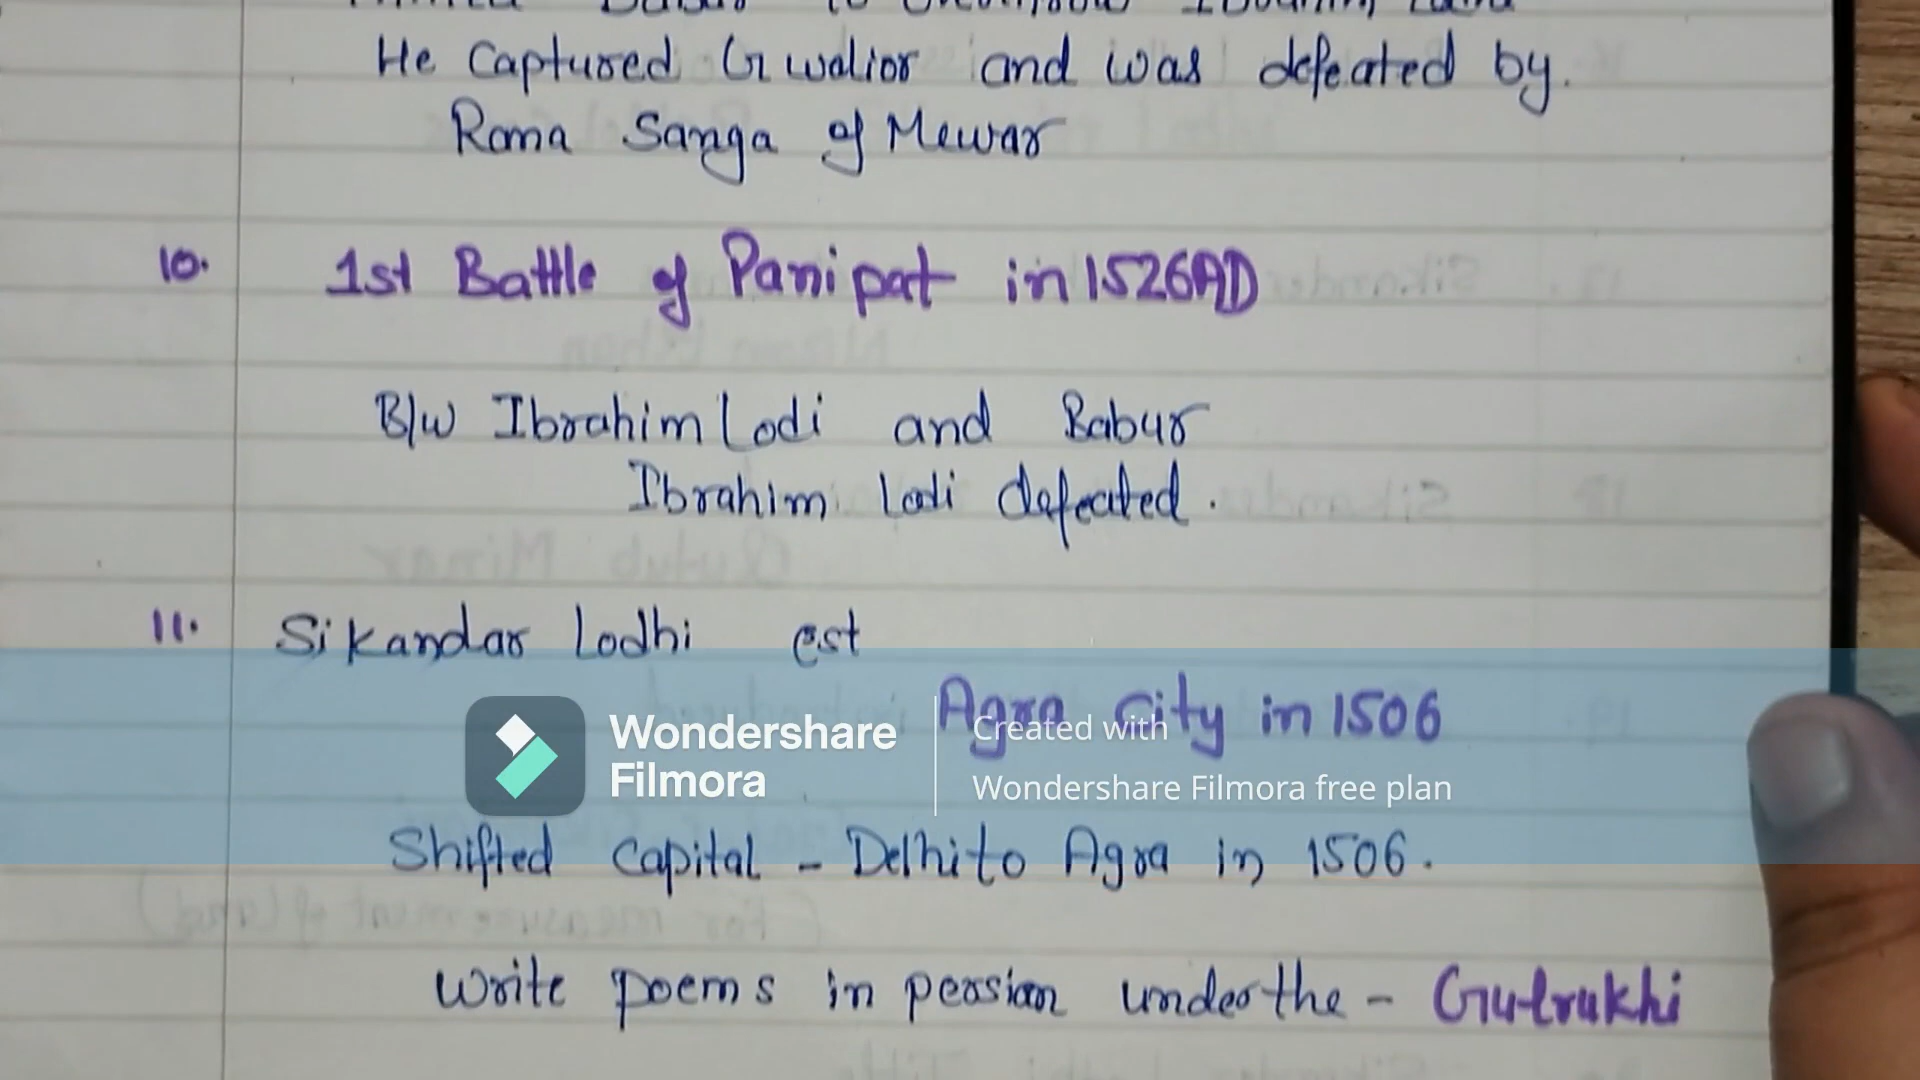 He Captured Gwalior and was defeated by.
Rana Sanga of Mewar
10. 1st Battle of Panipat in 1526AD
B/w Ibrahim Lodi and Babur
Ibrahim Lodi defeated.
11. Sikandar Lodhi est
Agra City in 1506
Wondershare
Filmora
Created with
Wondershare Filmora free plan
Shifted Capital - Delhi to Agra in 1506.
Write poems in persian under the - Gulrukhi